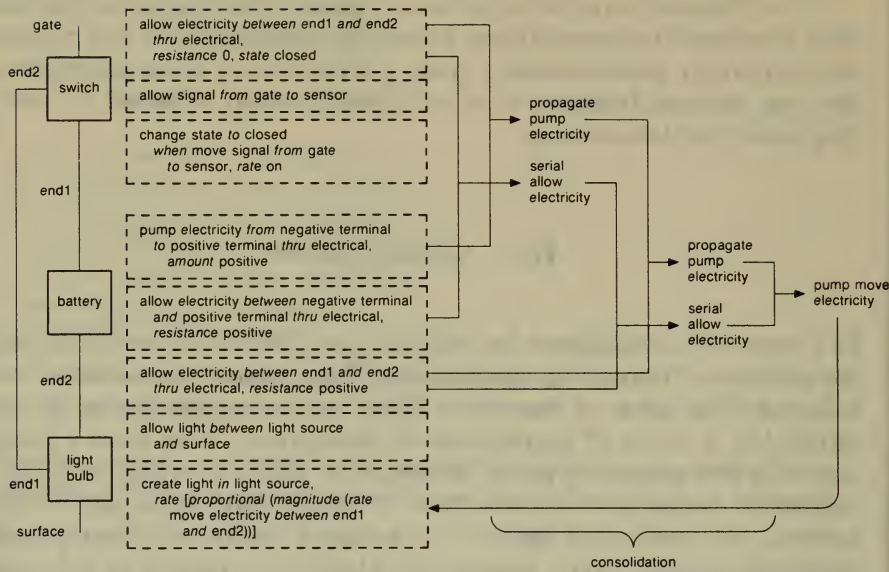 gate
end2
switch
end1
battery
end2
light
bulb
end1
surface
allow electricity between end1 and end2
thru electrical,
resistance 0, state closed
allow signal from gate to sensor
change state to closed
when move signal from gate
to sensor, rate on
pump electricity from negative terminal
to positive terminal thru electrical,
amount positive
allow electricity between negative terminal
and positive terminal thru electrical,
resistance positive
allow electricity between end1 and end2
thru electrical, resistance positive
allow light between light source
and surface
create light in light source,
rate [proportional (magnitude (rate
move electricity between end1
and end2))]
propagate
pump
electricity
serial
allow
electricity
propagate
pump
electricity
serial
allow
electricity
pump move
electricity
consolidation